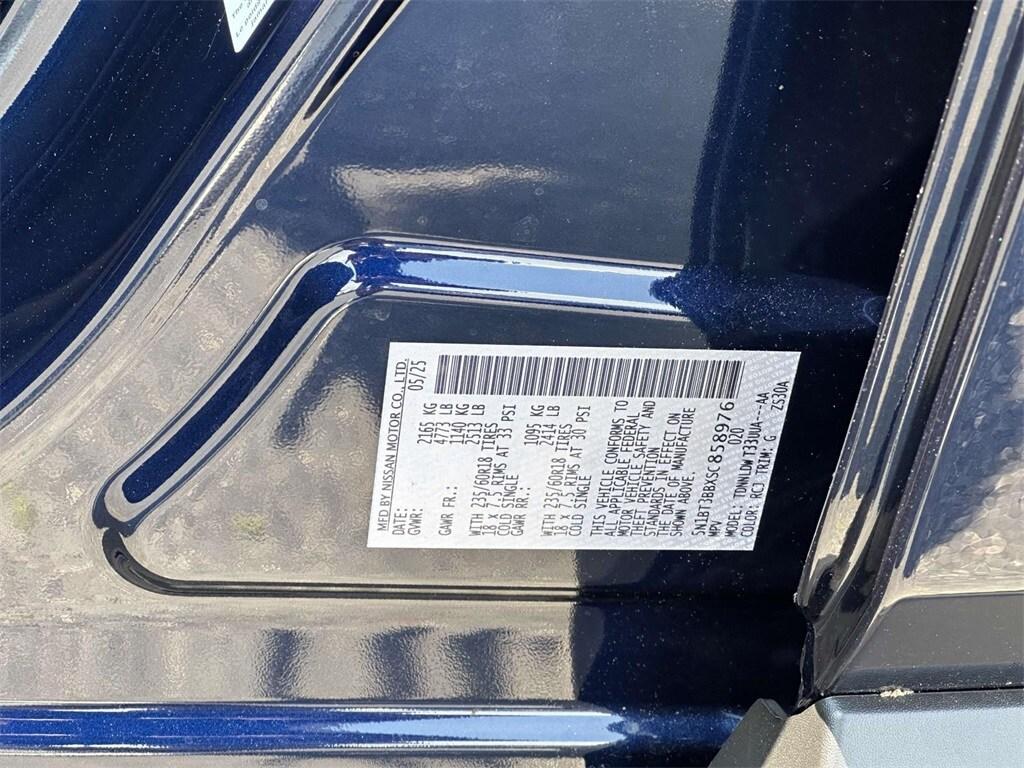 MFD BY NISSAN MOTOR CO., LTD.
DATE: 05/25
GVWR: 2165 KG
4773 LB
GAWR FR.: 1140 KG
2513 LB
WITH 235/60R18 TIRES
18 X 7.5 RIMS AT 33 PSI
COLD SINGLE
GAWR RR.: 1095 KG
2414 LB
WITH 235/60R18 TIRES
18 X 7.5 RIMS AT 30 PSI
COLD SINGLE
THIS VEHICLE CONFORMS TO
ALL APPLICABLE FEDERAL
MOTOR VEHICLE SAFETY AND
THEFT PREVENTION
STANDARDS IN EFFECT ON
THE DATE OF MANUFACTURE
SHOWN ABOVE.
5N1BT3BBXSC858976
MPV 020
MODEL: TDWNLDWT33UUA---AA
COLOR: RCJ TRIM: G ZS30A